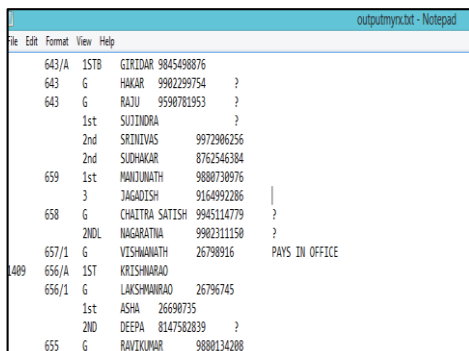 outputmyrx.txt - Notepad
File Edit Format View Help
643/A 1STB GIRIDAR 9845498876
643 G HAKAR 9902299754 ?
643 G RAJU 9590781953 ?
1st SUJINDRA ?
2nd SRINIVAS 9972906256
2nd SUDHAKAR 8762546384
659 1st MANJUNATH 9880730976
3 JAGADISH 9164992286
658 G CHAITRA SATISH 9945114779 ?
2NDL NAGARATNA 9902311150 ?
657/1 G VISHWANATH 26798916 PAYS IN OFFICE
1409 656/A 1ST KRISHNARAO
656/1 G LAKSHMANRAO 26796745
1st ASHA 26690735
2ND DEEPA 8147582839 ?
655 G RAVIKUMAR 9880134208